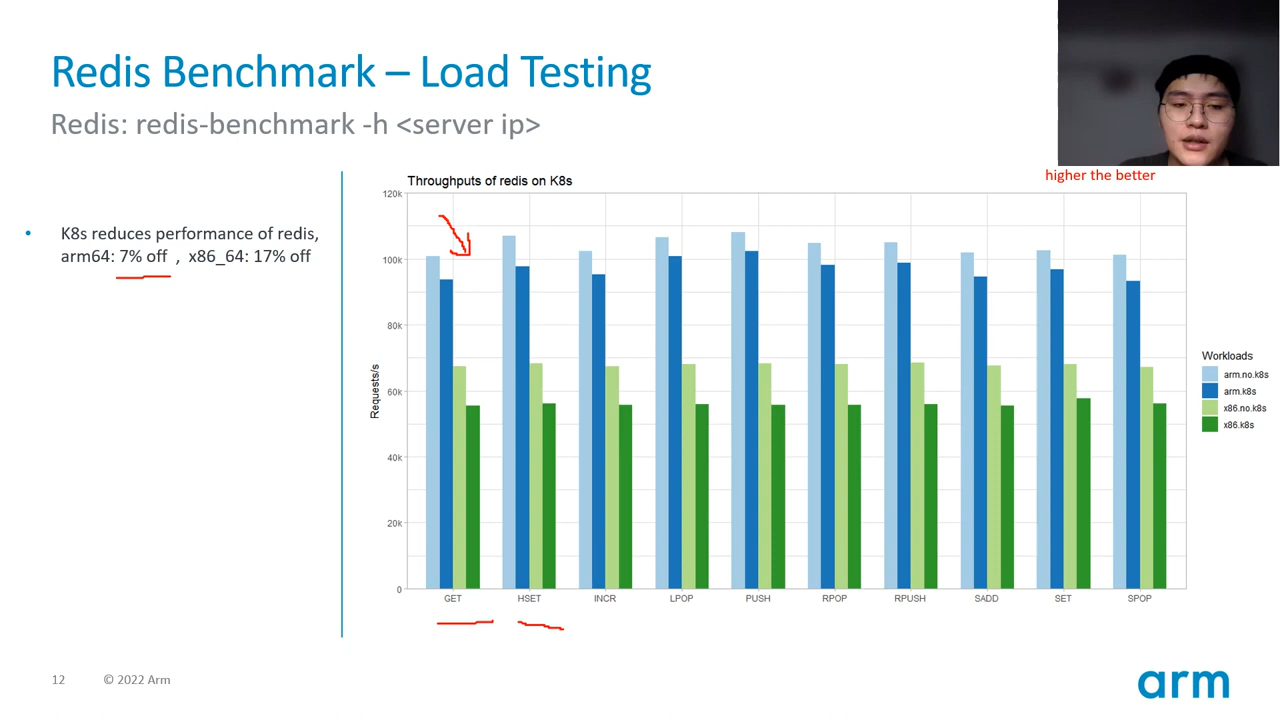 Redis Benchmark – Load Testing
Redis: redis-benchmark -h <server ip>
higher the better
• K8s reduces performance of redis,
arm64: 7% off , x86_64: 17% off
Throughputs of redis on K8s
120k
100k
80k
60k
40k
20k
0
Requests/s
GET HSET INCR LPOP PUSH RPOP RPUSH SADD SET SPOP
Workloads
arm.no.k8s
arm.k8s
x86.no.k8s
x86.k8s
12 © 2022 Arm
arm